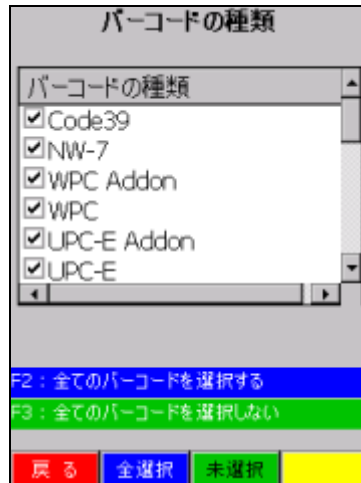 バーコードの種類
バーコードの種類
Code39
NW-7
WPC Addon
WPC
UPC-E Addon
UPC-E
F2：全てのバーコードを選択する
F3：全てのバーコードを選択しない
戻 る 全選択 未選択